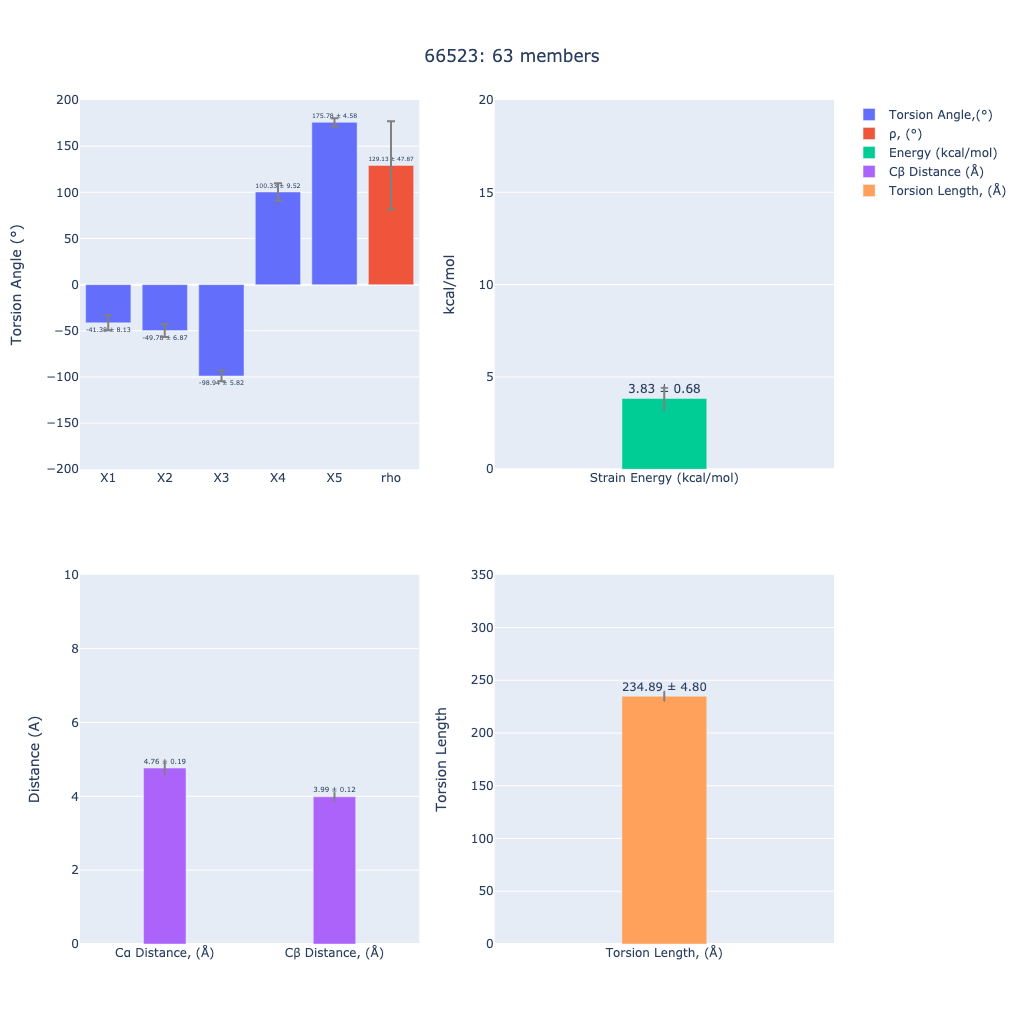 66523: 63 members
Torsion Angle (°)
200
150
100
50
0
−50
−100
−150
−200
175.78 ± 4.58
129.13 ± 47.87
100.33 ± 9.52
-49.78 ± 6.87
-98.94 ± 5.82
X1 X2 X3 X4 X5 rho
kcal/mol
20
15
10
5
0
3.83 ± 0.68
Strain Energy (kcal/mol)
Torsion Angle,(°)
ρ, (°)
Energy (kcal/mol)
Cβ Distance (Å)
Torsion Length, (Å)
Distance (A)
10
8
6
4
2
0
4.76 ± 0.19
3.99 ± 0.12
Cα Distance, (Å) Cβ Distance, (Å)
Torsion Length
350
300
250
200
150
100
50
0
234.89 ± 4.80
Torsion Length, (Å)